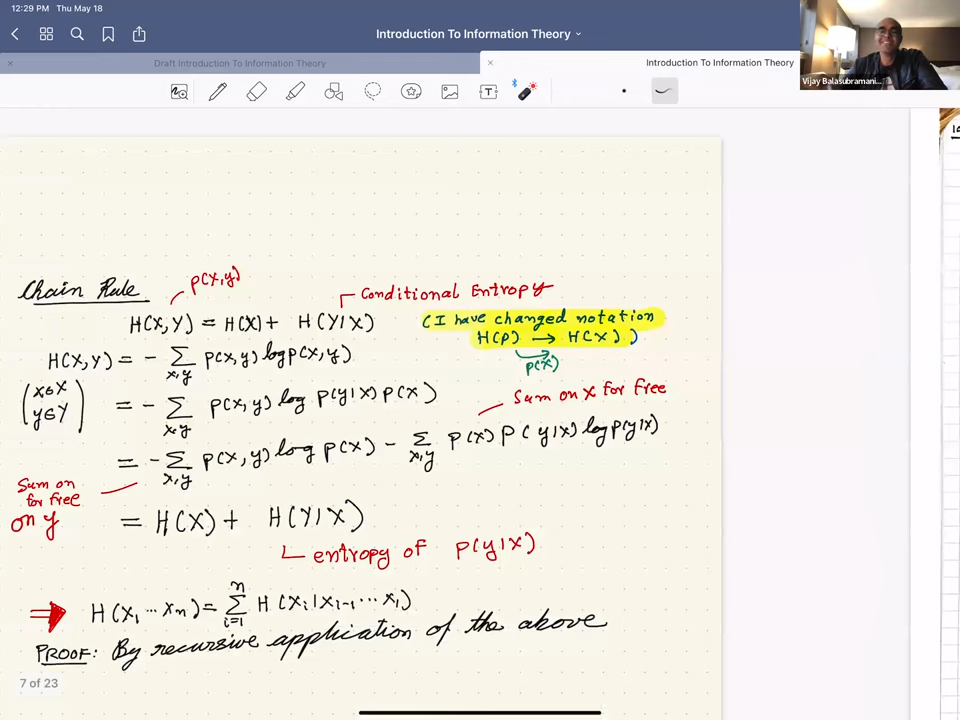 12:29 PM Thu May 18
Introduction To Information Theory
Draft Introduction To Information Theory
Introduction To Information Theory
Vijay Balasubramani...
Chain Rule
p(x,y)
Conditional Entropy
H(X,Y) = H(X) + H(Y|X)
(I have changed notation
H(p) → H(X))
p(x)
H(X,Y) = - Σ p(x,y) log p(x,y)
x,y
(x∈X
y∈Y)
= - Σ p(x,y) log p(y|x) p(x)
x,y
Sum on x for free
= - Σ p(x,y) log p(x) - Σ p(x) p(y|x) log p(y|x)
x,y x,y
Sum on
for free
on y
= H(X) + H(Y|X)
entropy of p(y|x)
⇒ H(x₁ ... xₙ) = Σ H(xᵢ|xᵢ₋₁ ... x₁)
n
i=1
PROOF: By recursive application of the above
7 of 23